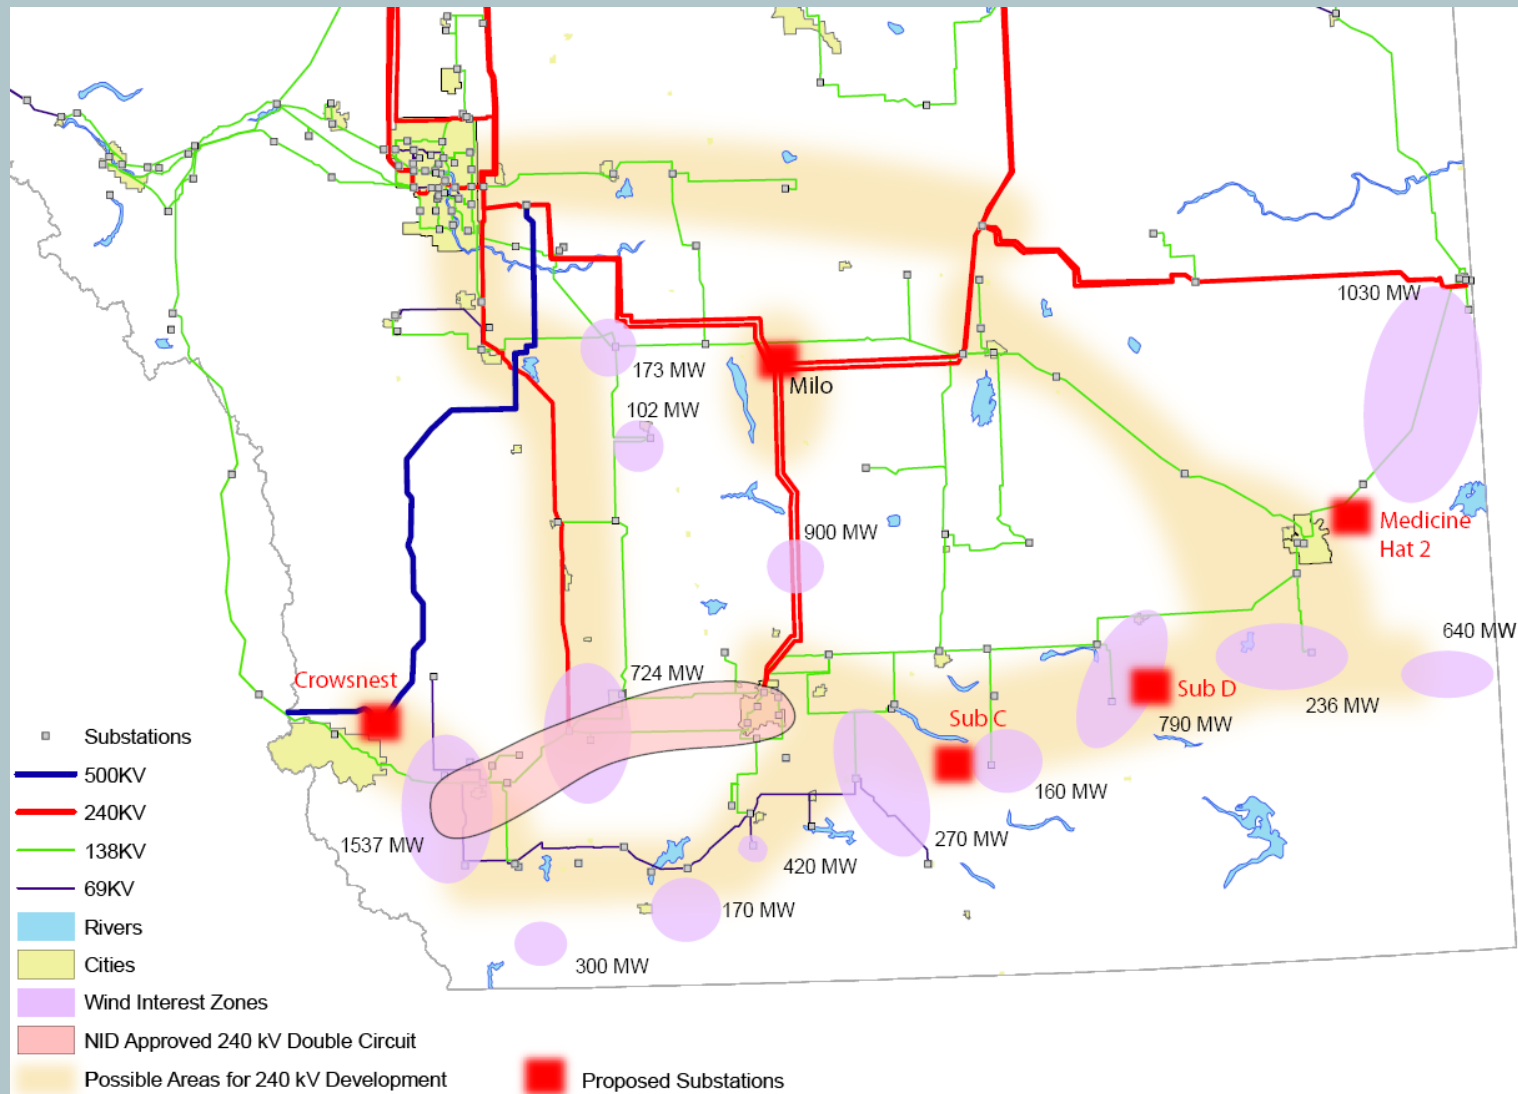 1030 MW
173 MW
Milo
102 MW
900 MW
Medicine
Hat 2
640 MW
724 MW
Crowsnest
Sub D
236 MW
Sub C
790 MW
160 MW
1537 MW
270 MW
420 MW
170 MW
300 MW
Substations
500KV
240KV
138KV
69KV
Rivers
Cities
Wind Interest Zones
NID Approved 240 kV Double Circuit
Possible Areas for 240 kV Development
Proposed Substations